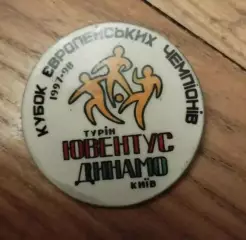 КУБОК ЄВРОПЕЙСЬКИХ ЧЕМПІОНІВ
1997-98
ТУРІН
ЮВЕНТУС
ДИНАМО
КИЇВ